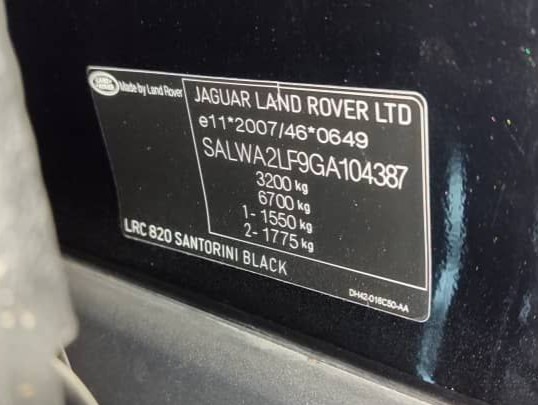 LAND ROVER
Made by Land Rover
JAGUAR LAND ROVER LTD
e11*2007/46*0649
SALWA2LF9GA104387
3200 kg
6700 kg
1- 1550 kg
2- 1775 kg
LRC 820 SANTORINI BLACK
DH42-016C50-AA